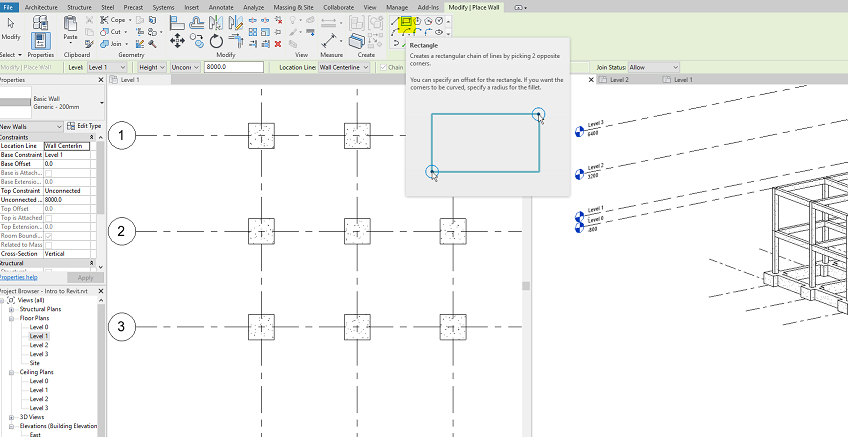 File Architecture Structure Steel Precast Systems Insert Annotate Analyze Massing & Site Collaborate View Manage Add-Ins Modify | Place Wall
Modify
Properties
Paste
Cope
Cut
Join
Select Properties Clipboard Geometry Modify View Measure Create
Rectangle
Creates a rectangular chain of lines by picking 2 opposite corners.
You can specify an offset for the rectangle. If you want the corners to be curved, specify a radius for the fillet.
Modify | Place Wall Level: Level 1 Height Uncon 8000.0 Location Line: Wall Centerline Chain Join Status: Allow
Properties
Level 1
Level 2
Level 1
Basic Wall
Generic - 200mm
New Walls Edit Type
Constraints
Location Line Wall Centerlin
Base Constraint Level 1
Base Offset 0.0
Base is Attach...
Base Extensio... 0.0
Top Constraint Unconnected
Unconnected ... 8000.0
Top Offset 0.0
Top is Attached
Top Extension... 0.0
Room Boundi...
Related to Mass
Cross-Section Vertical
Structural
Properties help Apply
Project Browser - Intro to Revit.rvt
Views (all)
Structural Plans
Floor Plans
Level 0
Level 1
Level 2
Level 3
Site
Ceiling Plans
Level 0
Level 1
Level 2
Level 3
3D Views
Elevations (Building Elevation
East
1
2
3
Level 3
6400
Level 2
3200
Level 1
Level 0
-800